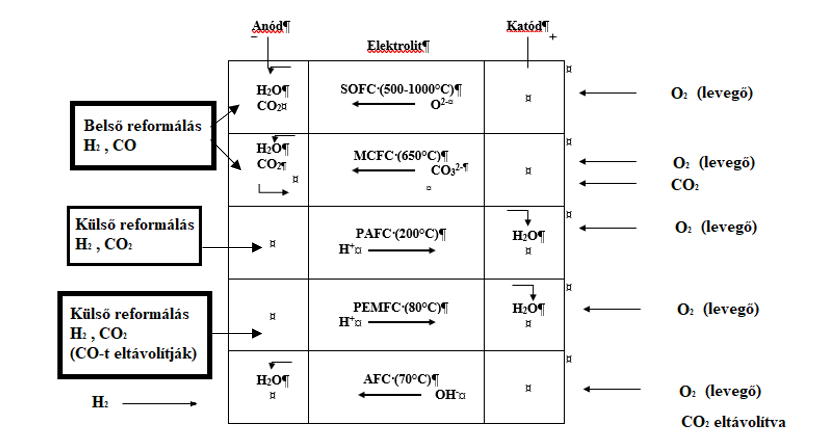 Anód¶
Elektrolit¶
Katód¶
−
+
H2O¶
CO2¤
SOFC·(500-1000°C)¶
O2-¤
¤
¤
O2 (levegő)
Belső reformálás
H2 , CO
H2O¶
CO2¶
¤
MCFC·(650°C)¶
CO32-¶
¤
¤
¤
O2 (levegő)
CO2
Külső reformálás
H2 , CO2
¤
PAFC·(200°C)¶
H+¤
H2O¶
¤
¤
O2 (levegő)
Külső reformálás
H2 , CO2
(CO-t eltávolítják)
¤
PEMFC·(80°C)¶
H+¤
H2O¶
¤
¤
O2 (levegő)
H2
H2O¶
¤
AFC·(70°C)¶
OH-¤
¤
¤
O2 (levegő)
CO2 eltávolítva